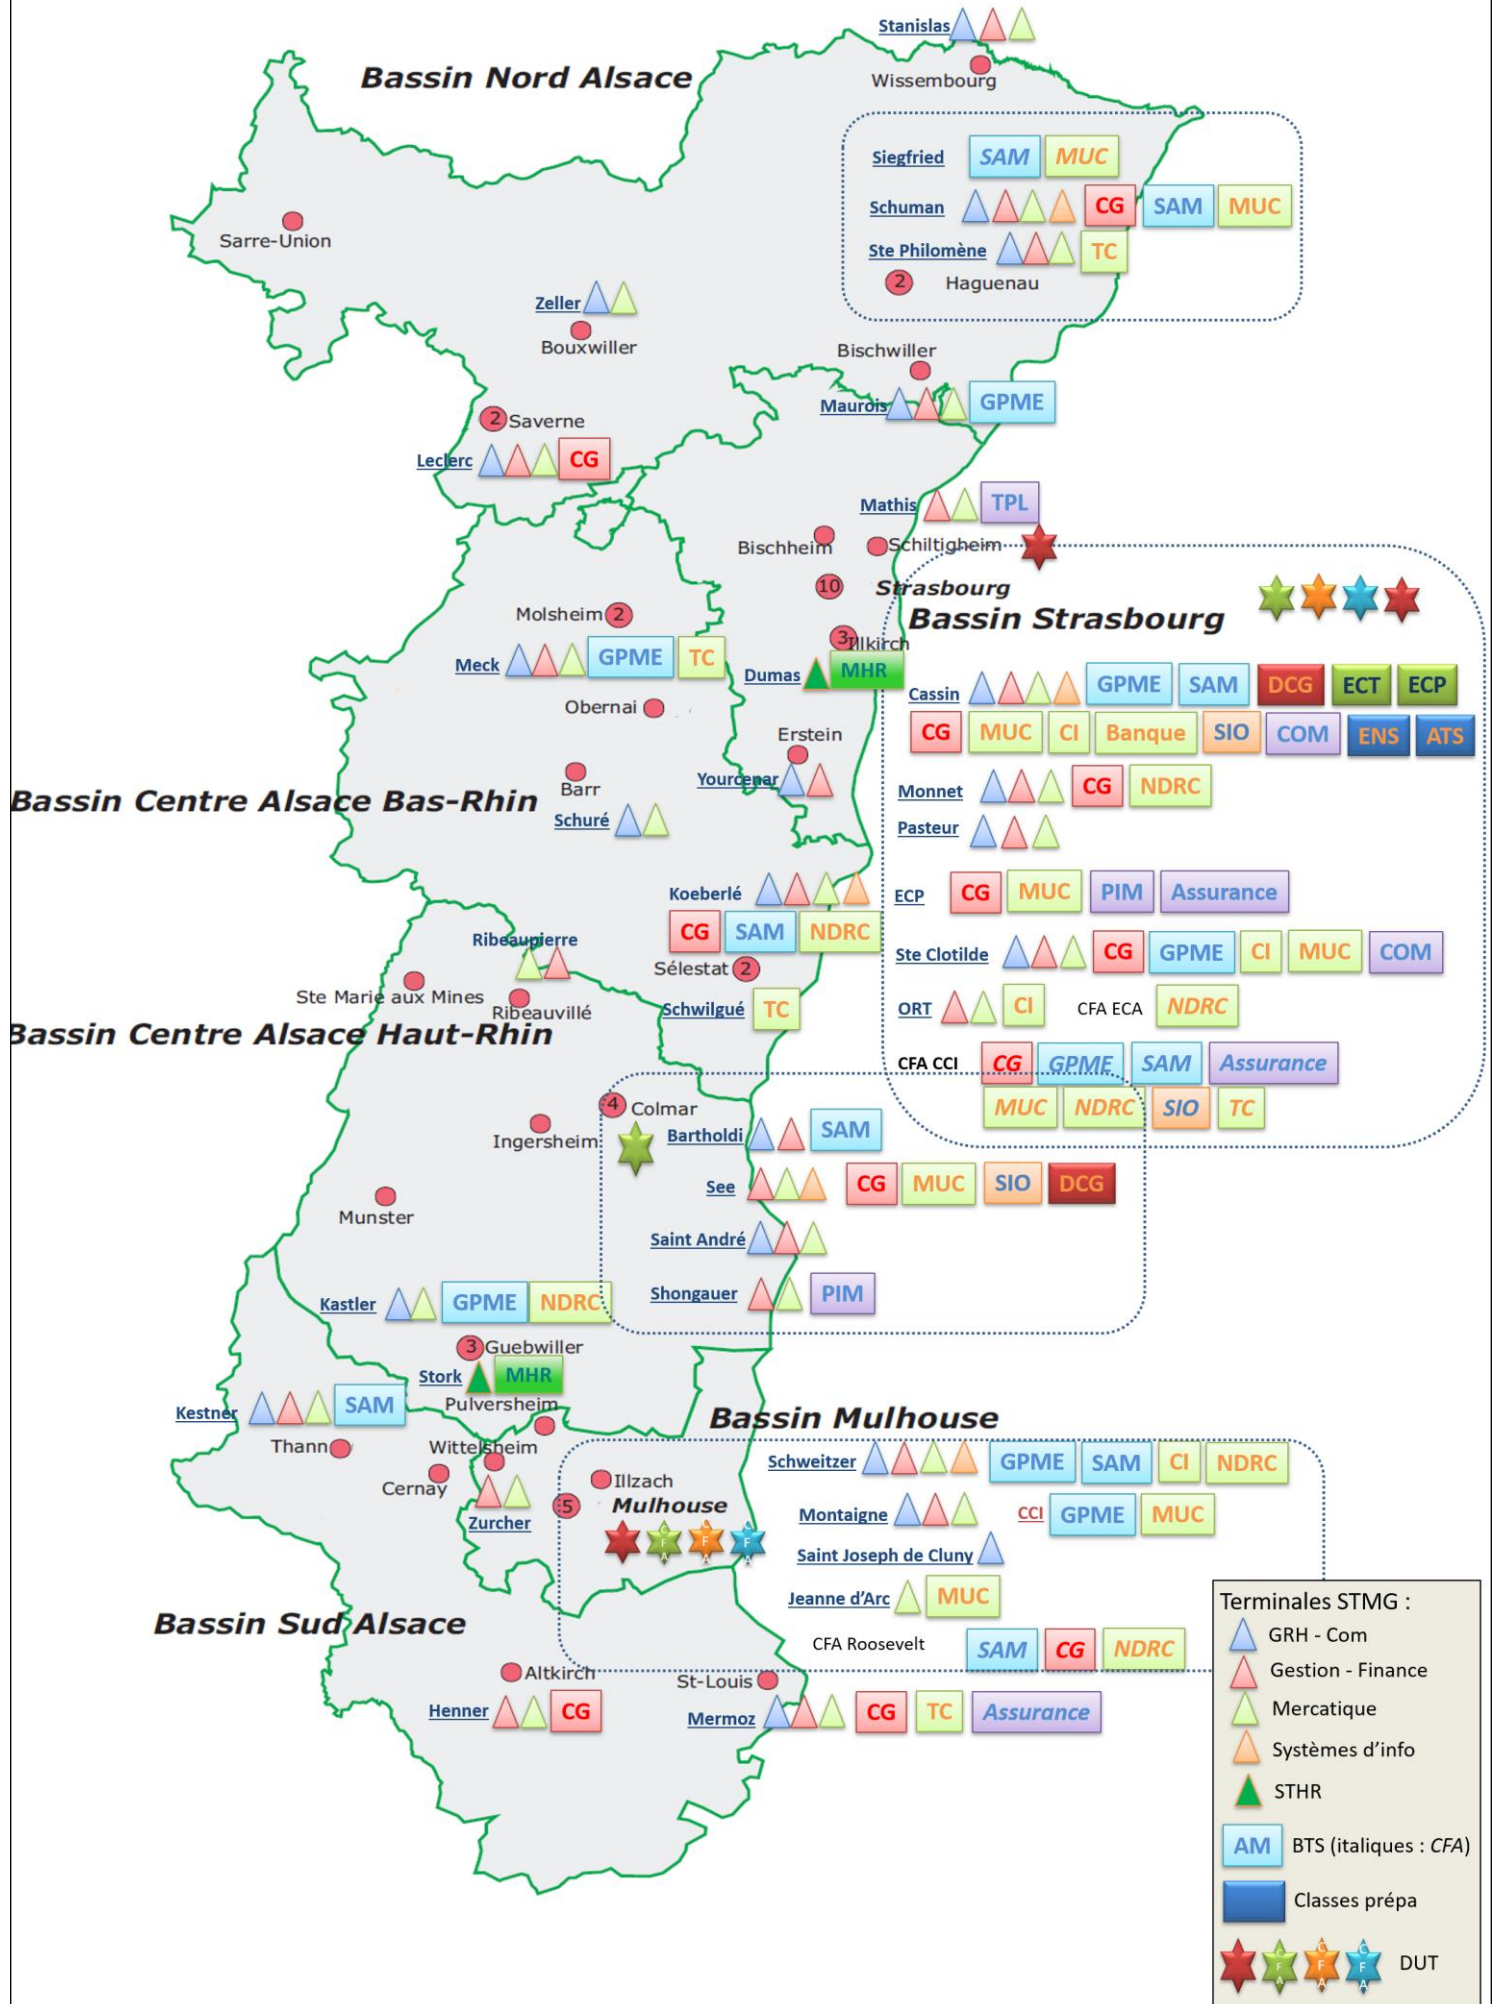 Stanislas
Bassin Nord Alsace
Wissembourg
Siegfried SAM MUC
Schuman CG SAM MUC
Sarre-Union
Ste Philomène TC
2 Haguenau
Zeller
Bouxwiller
Bischwiller
Maurois GPME
2 Saverne
Leclerc CG
Mathis TPL
Bischheim
Schiltigheim
10 Strasbourg
Bassin Strasbourg
Molsheim 2
3 Illkirch
Meck GPME TC
Dumas MHR
Cassin GPME SAM DCG ECT ECP
CG MUC CI Banque SIO COM ENS ATS
Obernai
Erstein
Barr
Yourcenar
Monnet CG NDRC
Bassin Centre Alsace Bas-Rhin
Schuré
Pasteur
Koeberlé
CG SAM NDRC
ECP CG MUC PIM Assurance
Ribeaupierre
Sélestat 2
Ste Clotilde CG GPME CI MUC COM
Ste Marie aux Mines
Ribeauvillé
Schwilgué TC
ORT CI CFA ECA NDRC
Bassin Centre Alsace Haut-Rhin
CFA CCI CG GPME SAM Assurance
MUC NDRC SIO TC
4 Colmar
Ingersheim
Bartholdi SAM
See CG MUC SIO DCG
Munster
Saint André
Shongauer PIM
Kastler GPME NDRC
3 Guebwiller
Stork MHR
Kestner SAM
Pulversheim
Bassin Mulhouse
Thann
Wittelsheim
Schweitzer GPME SAM CI NDRC
Cernay
Illzach
5 Mulhouse
Zurcher
Montaigne CCI GPME MUC
CFA CFA CFA
Saint Joseph de Cluny
Jeanne d'Arc MUC
Bassin Sud Alsace
CFA Roosevelt SAM CG NDRC
Altkirch
St-Louis
Henner CG
Mermoz CG TC Assurance
Terminales STMG :
GRH - Com
Gestion - Finance
Mercatique
Systèmes d'info
STHR
AM BTS (italiques : CFA)
Classes prépa
CFA CFA CFA DUT